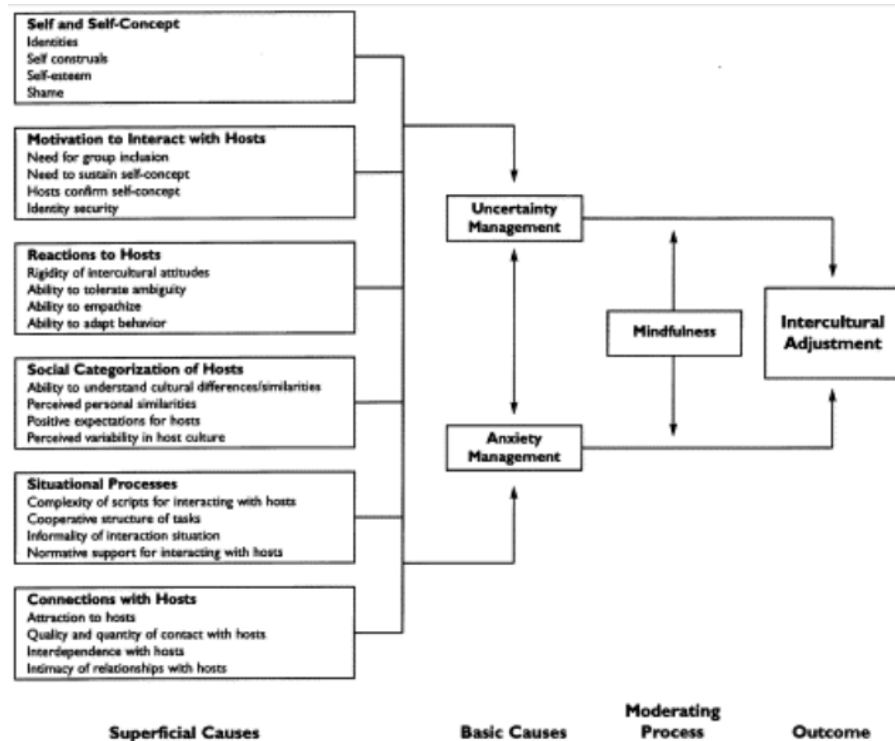 Self and Self-Concept
Identities
Self construals
Self-esteem
Shame
Motivation to Interact with Hosts
Need for group inclusion
Need to sustain self-concept
Hosts confirm self-concept
Identity security
Reactions to Hosts
Rigidity of intercultural attitudes
Ability to tolerate ambiguity
Ability to empathize
Ability to adapt behavior
Social Categorization of Hosts
Ability to understand cultural differences/similarities
Perceived personal similarities
Positive expectations for hosts
Perceived variability in host culture
Situational Processes
Complexity of scripts for interacting with hosts
Cooperative structure of tasks
Informality of interaction situation
Normative support for interacting with hosts
Connections with Hosts
Attraction to hosts
Quality and quantity of contact with hosts
Interdependence with hosts
Intimacy of relationships with hosts
Uncertainty
Management
Anxiety
Management
Mindfulness
Intercultural
Adjustment
Superficial Causes
Basic Causes
Moderating
Process
Outcome